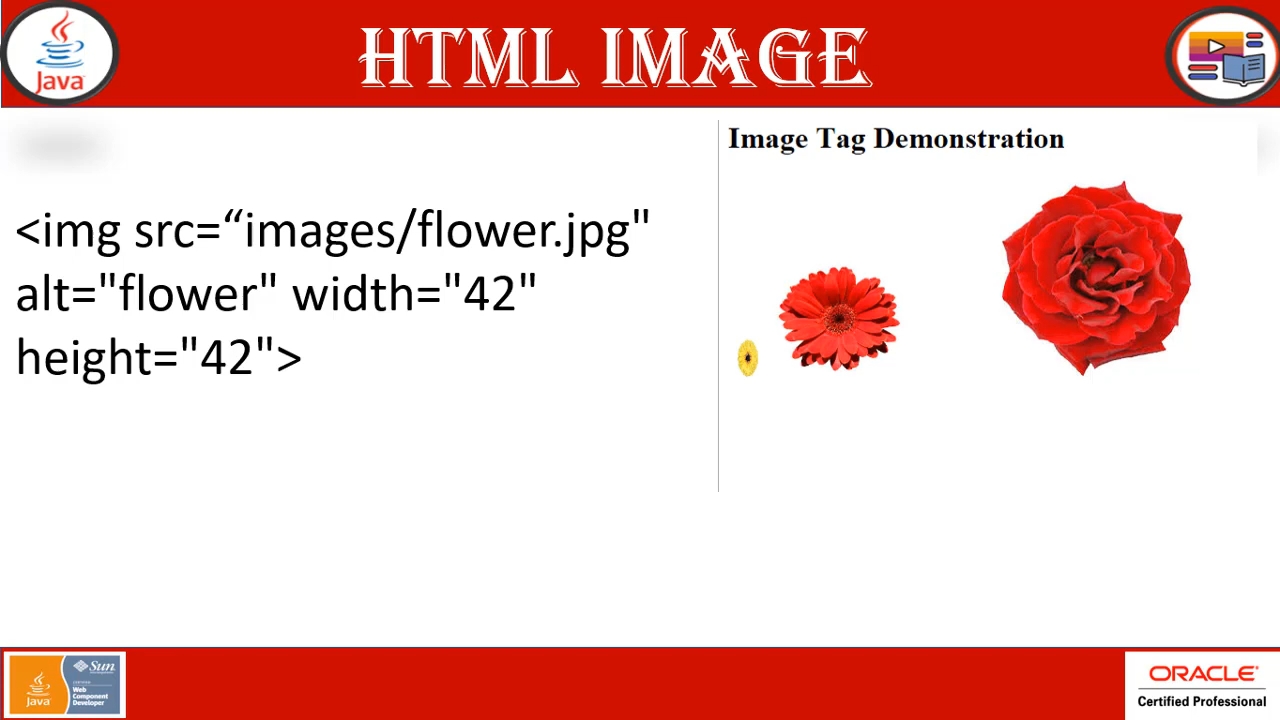 Java
HTML IMAGE
Image Tag Demonstration
<img src=“images/flower.jpg"
alt="flower" width="42"
height="42">
Sun
Java
CERTIFIED
Web
Component
Developer
ORACLE
Certified Professional